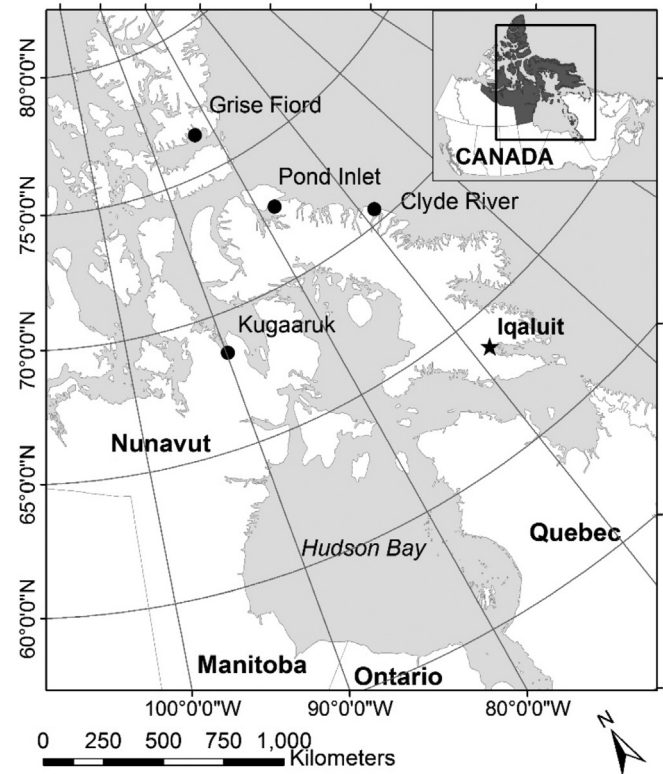 80°0'0"N
75°0'0"N
70°0'0"N
65°0'0"N
60°0'0"N
CANADA
Grise Fiord
Pond Inlet
Clyde River
Kugaaruk
Iqaluit
Nunavut
Hudson Bay
Quebec
Manitoba
Ontario
100°0'0"W
90°0'0"W
80°0'0"W
0 250 500 750 1,000
Kilometers
N